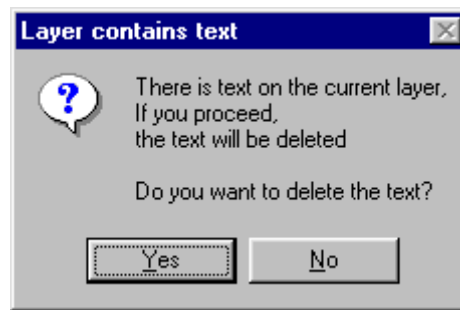 Layer contains text
There is text on the current layer,
If you proceed,
the text will be deleted
Do you want to delete the text?
Yes
No